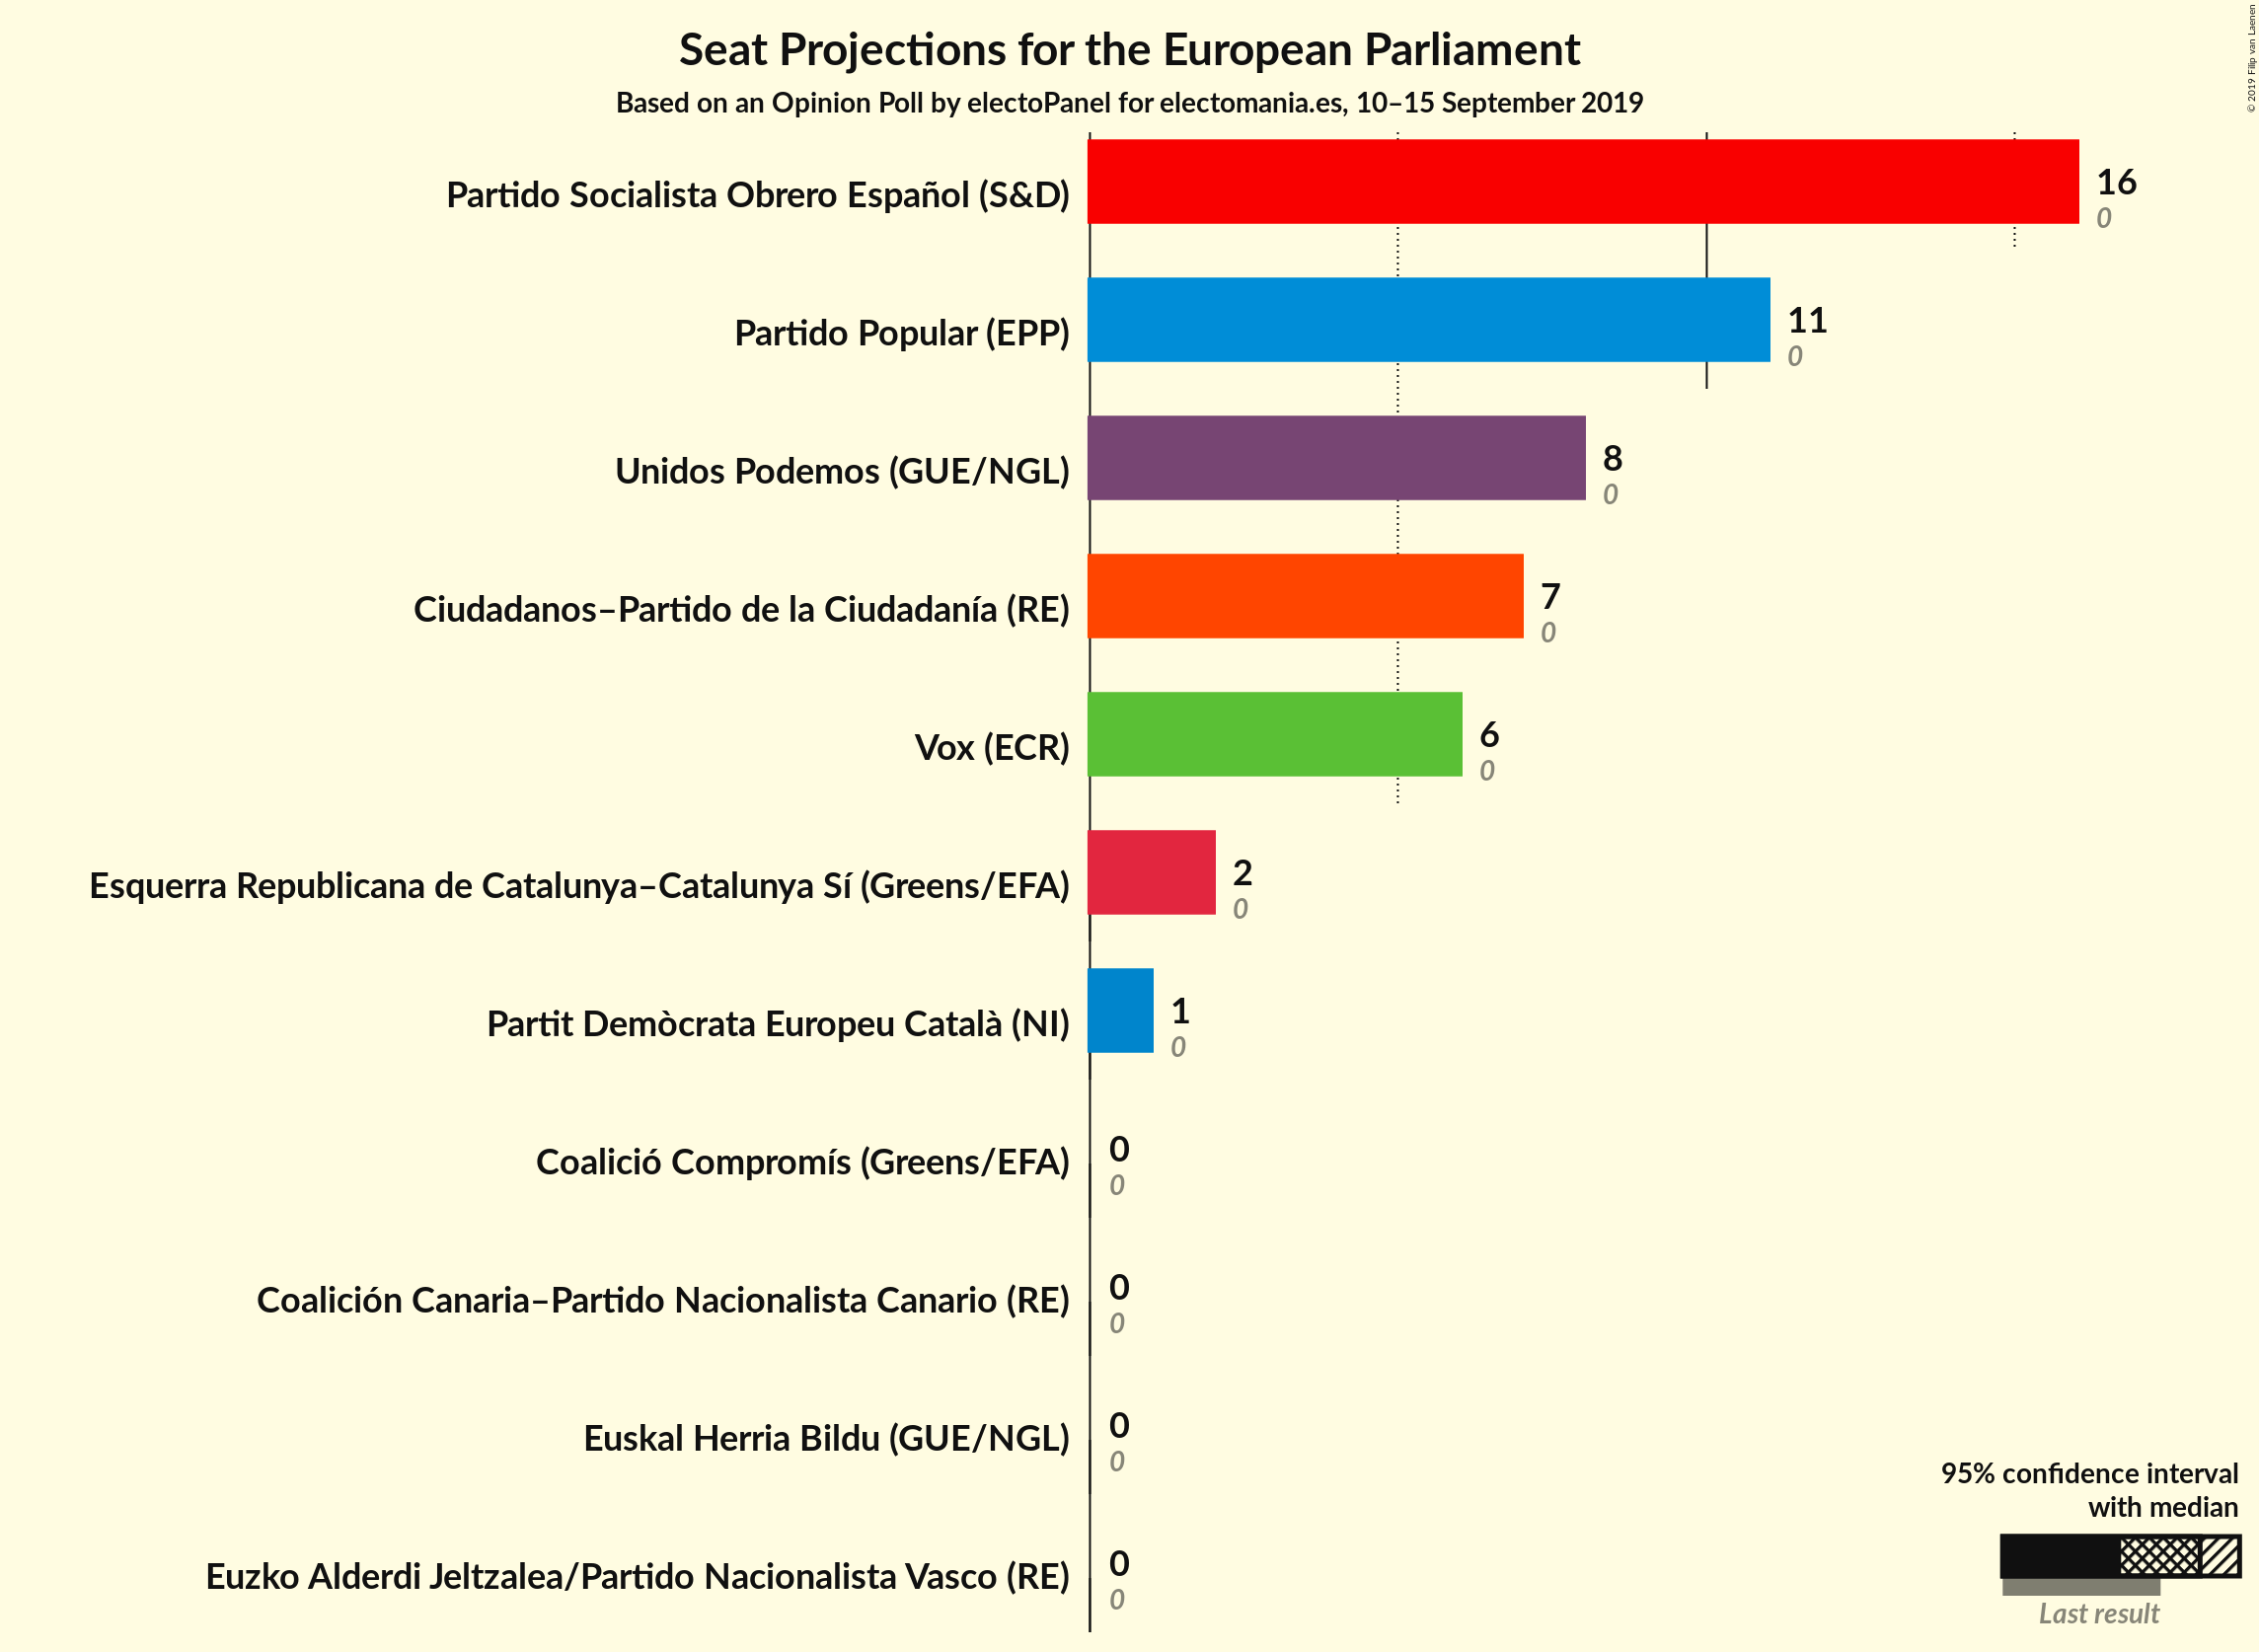 Seat Projections for the European Parliament
Based on an Opinion Poll by electoPanel for electomania.es, 10–15 September 2019
© 2019 Filip van Laenen
Partido Socialista Obrero Español (S&D)
16
0
Partido Popular (EPP)
11
0
Unidos Podemos (GUE/NGL)
8
0
Ciudadanos–Partido de la Ciudadanía (RE)
7
0
Vox (ECR)
6
0
Esquerra Republicana de Catalunya–Catalunya Sí (Greens/EFA)
2
0
Partit Demòcrata Europeu Català (NI)
1
0
Coalició Compromís (Greens/EFA)
0
0
Coalición Canaria–Partido Nacionalista Canario (RE)
0
0
Euskal Herria Bildu (GUE/NGL)
0
0
Euzko Alderdi Jeltzalea/Partido Nacionalista Vasco (RE)
0
0
95% confidence interval
with median
Last result